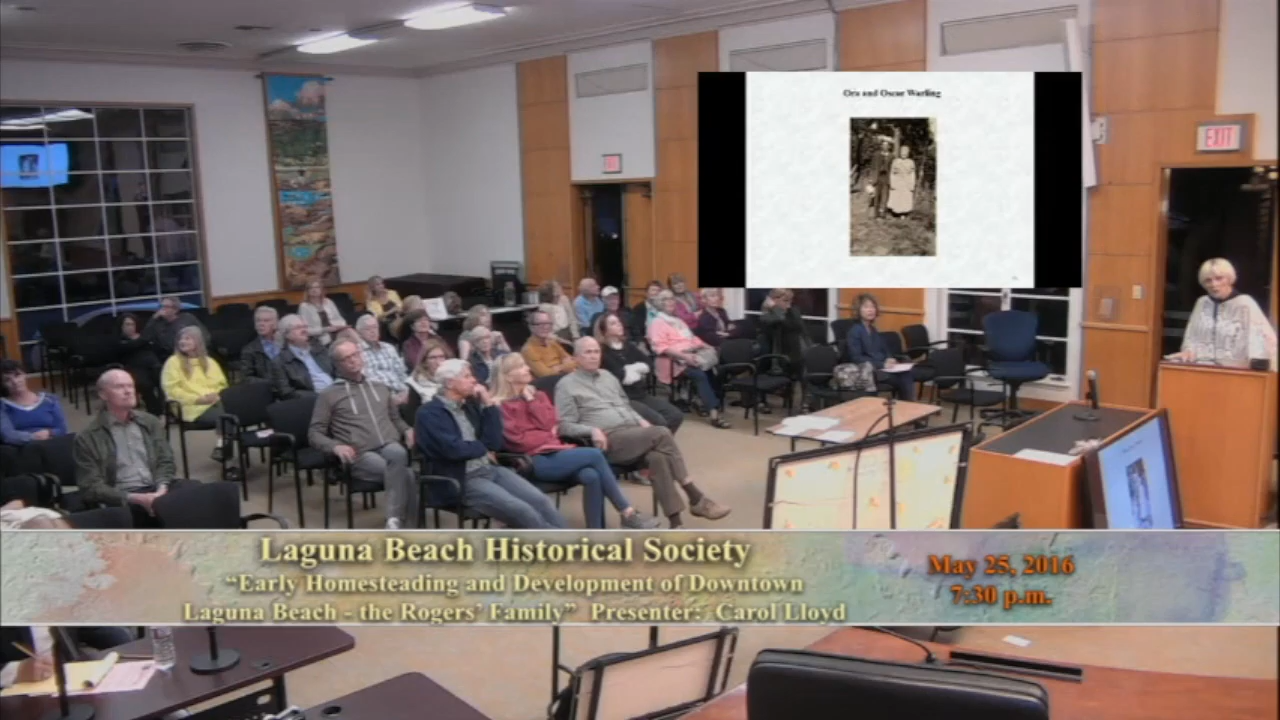 Ora and Oscar Warling
EXIT
Laguna Beach Historical Society
“Early Homesteading and Development of Downtown
Laguna Beach - the Rogers’ Family” Presenter: Carol Lloyd
May 25, 2016
7:30 p.m.